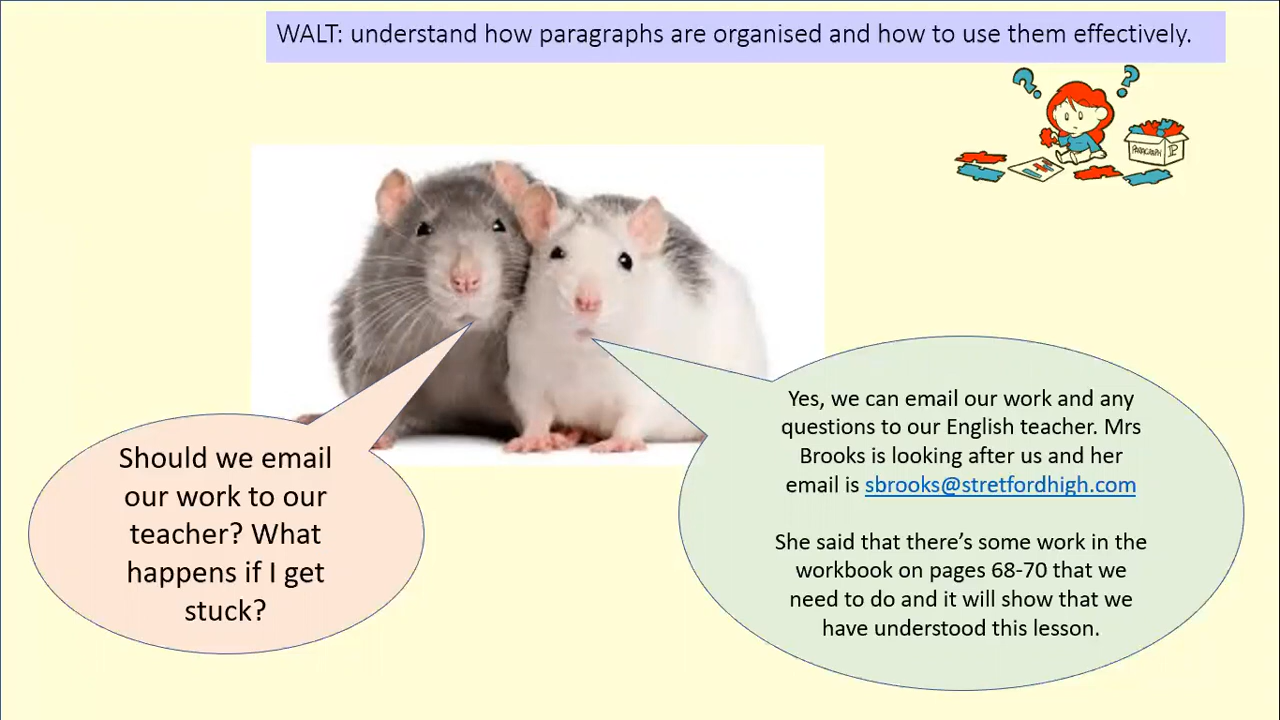 WALT: understand how paragraphs are organised and how to use them effectively.
Should we email
our work to our
teacher? What
happens if I get
stuck?
Yes, we can email our work and any
questions to our English teacher. Mrs
Brooks is looking after us and her
email is sbrooks@stretfordhigh.com
She said that there’s some work in the
workbook on pages 68-70 that we
need to do and it will show that we
have understood this lesson.